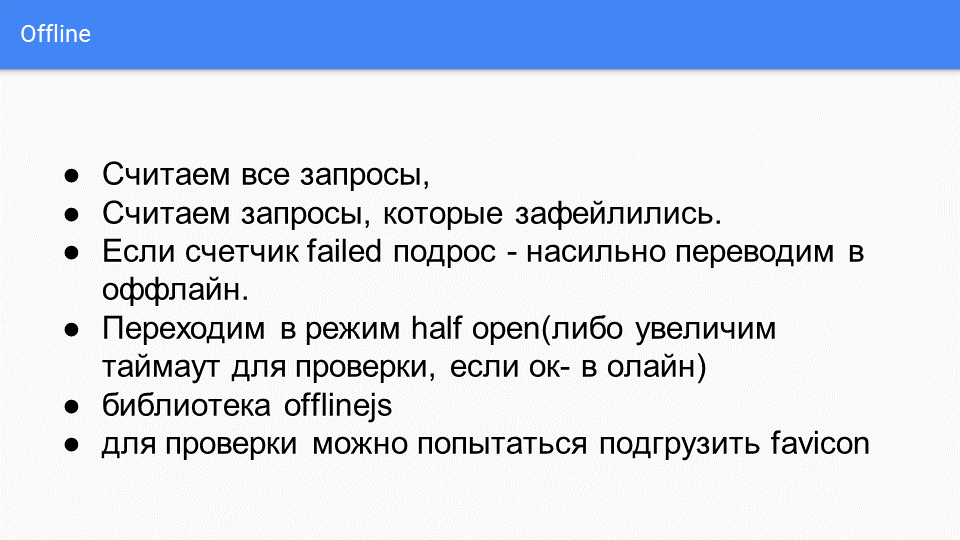 Offline
● Считаем все запросы,
● Считаем запросы, которые зафейлились.
● Если счетчик failed подрос - насильно переводим в
оффлайн.
● Переходим в режим half open(либо увеличим
таймаут для проверки, если ок- в олайн)
● библиотека offlinejs
● для проверки можно попытаться подгрузить favicon